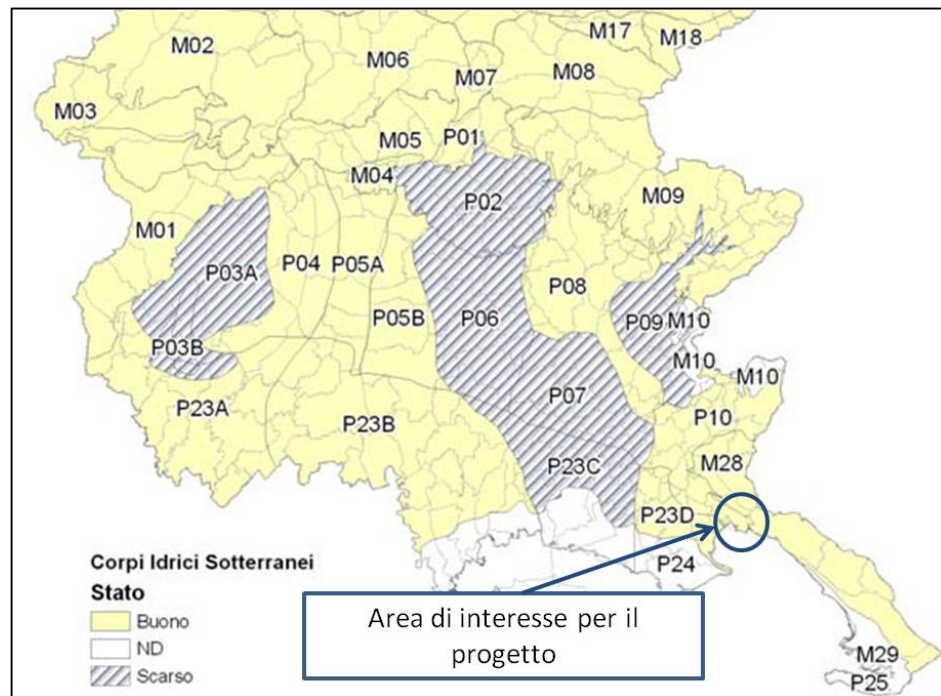 M02
M06
M17
M18
M07
M08
M03
M05
P01
M04
P02
M09
M01
P03A
P04
P05A
P08
P05B
P06
P09
M10
P03B
M10
M10
P23A
P23B
P07
P10
P23C
M28
P23D
P24
Corpi Idrici Sotterranei
Stato
Buono
ND
Scarso
Area di interesse per il
progetto
M29
P25